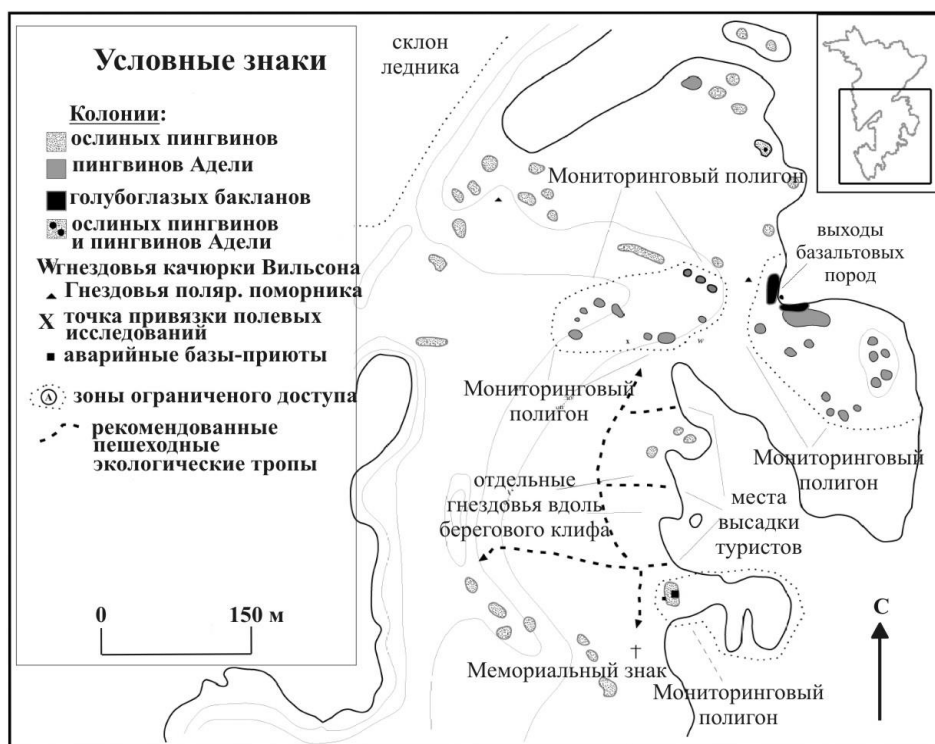 Условные знаки
Колонии:
ослиных пингвинов
пингвинов Адели
голубоглазых бакланов
ослиных пингвинов
и пингвинов Адели
W гнездовья качюрки Вильсона
Гнездовья поляр. поморника
X точка привязки полевых
исследований
аварийные базы-приюты
A зоны ограниченого доступа
рекомендованные
пешеходные
экологические тропы
0 150 м
склон
ледника
Мониторинговый полигон
выходы
базальтовых
пород
x
w
Мониторинговый
полигон
Мониторинговый
полигон
отдельные
гнездовья вдоль
берегового клифа
места
высадки
туристов
Мемориальный знак
Мониторинговый
полигон
С